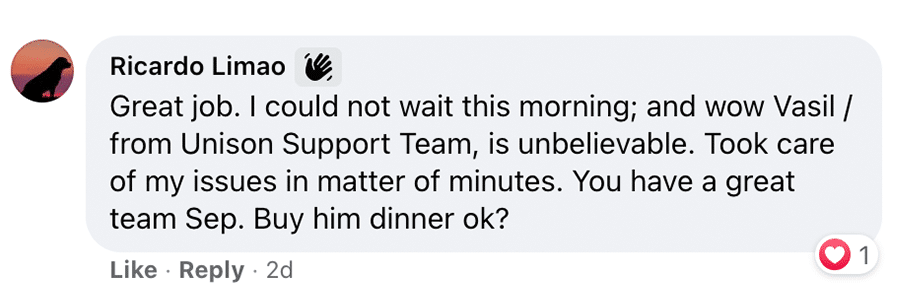 Ricardo Limao
Great job. I could not wait this morning; and wow Vasil /
from Unison Support Team, is unbelievable. Took care
of my issues in matter of minutes. You have a great
team Sep. Buy him dinner ok?
1
Like · Reply · 2d